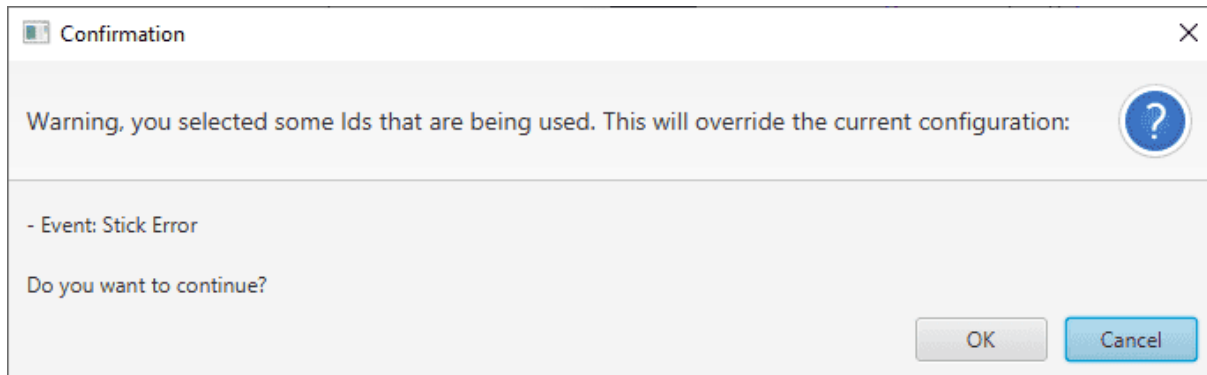 Confirmation
Warning, you selected some Ids that are being used. This will override the current configuration:
- Event: Stick Error
Do you want to continue?
OK
Cancel